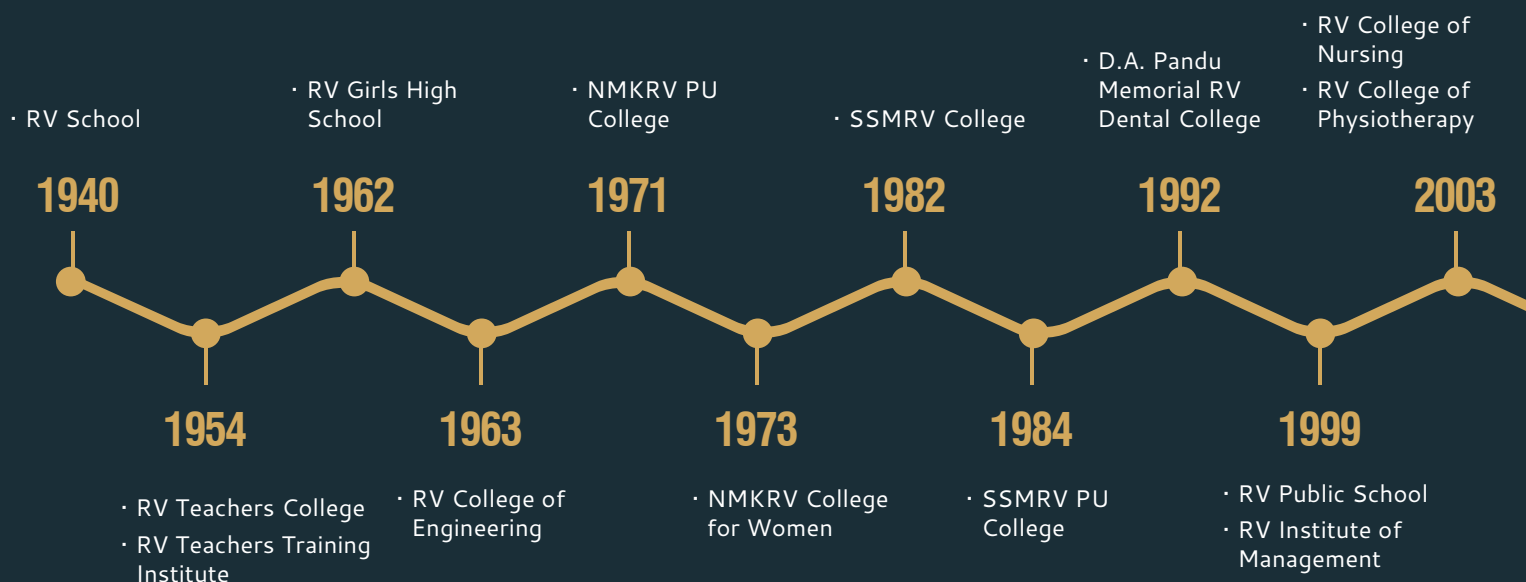 · RV School
1940
· RV Girls High
School
1962
· NMKRV PU
College
1971
· SSMRV College
1982
· D.A. Pandu
Memorial RV
Dental College
1992
· RV College of
Nursing
· RV College of
Physiotherapy
2003
1954
· RV Teachers College
· RV Teachers Training
Institute
1963
· RV College of
Engineering
1973
· NMKRV College
for Women
1984
· SSMRV PU
College
1999
· RV Public School
· RV Institute of
Management